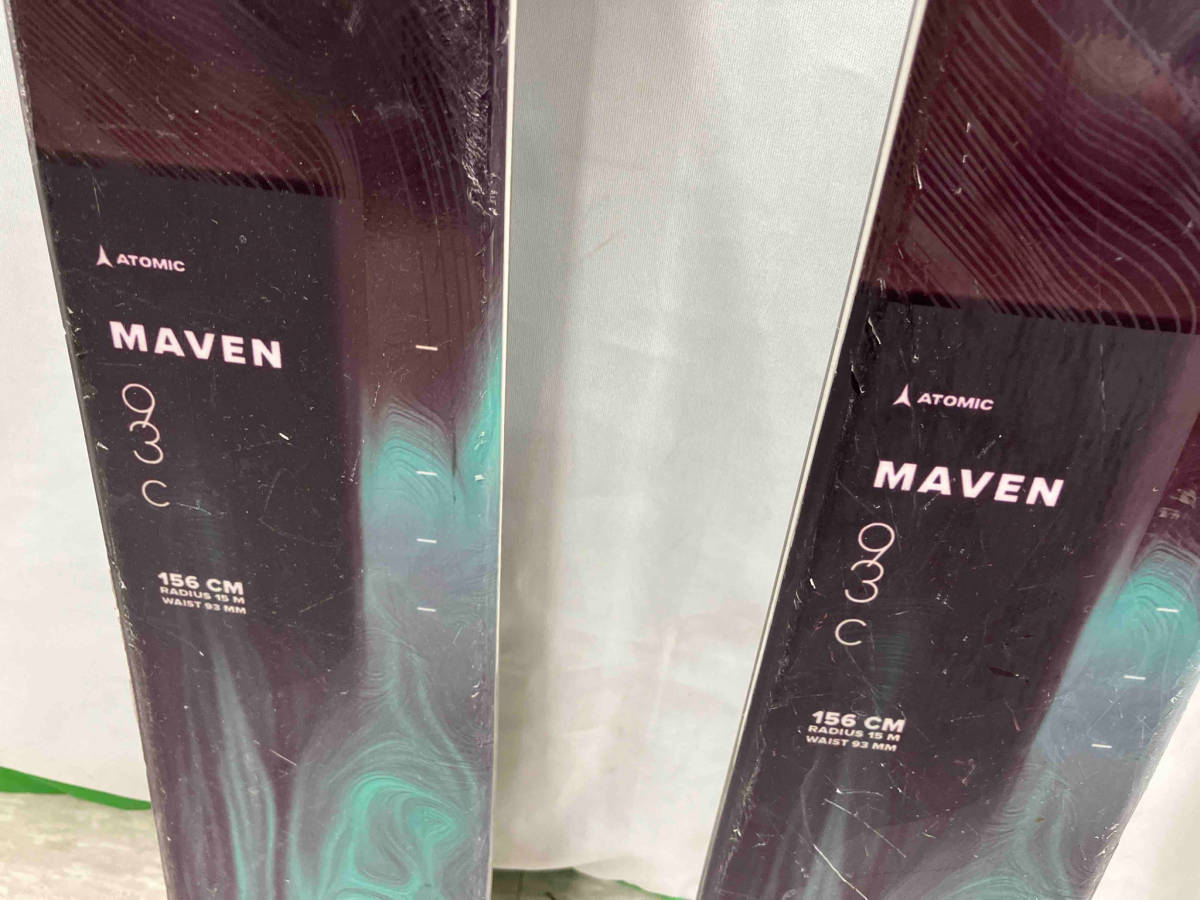 ATOMIC
MAVEN
93
C
156 CM
RADIUS 15 M
WAIST 93 MM
ATOMIC
MAVEN
93
C
156 CM
RADIUS 15 M
WAIST 93 MM